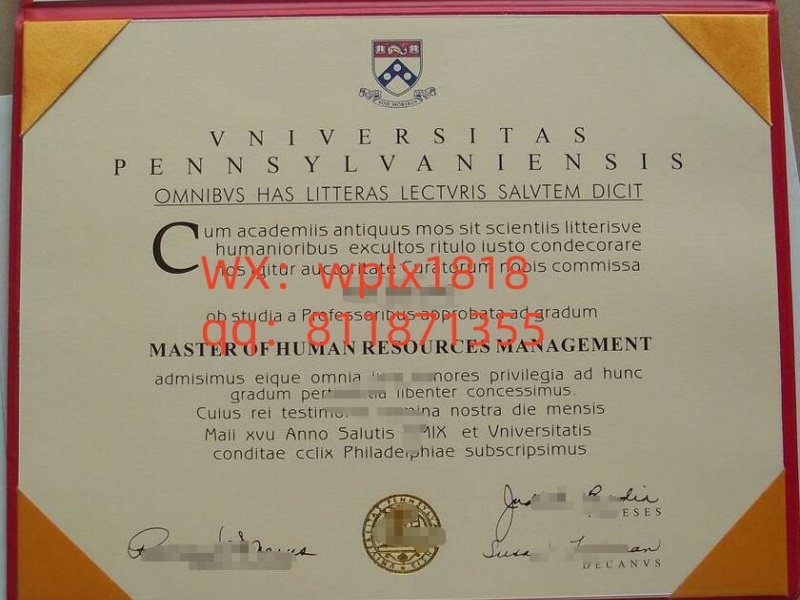 VNIVERSITAS
PENNSYLVANIENSIS
OMNIBVS HAS LITTERAS LECTVRIS SALVTEM DICIT
Cum academiis antiquus mos sit scientiis litterisve
humanioribus excultos ritulo iusto condecorare
nos igitur auctoritate Curatorum nobis commissa
WX: wplx1818
ob studia a Professoribus approbata ad gradum
qq: 811871355
MASTER OF HUMAN RESOURCES MANAGEMENT
admisimus eique omnia privilegia ad hunc
gradum libenter concessimus.
Cuius rei nostra die mensis
Maii xvu Anno Salutis et Vniversitatis
conditae cclix Philadelphiae subscripsimus
DECANVS